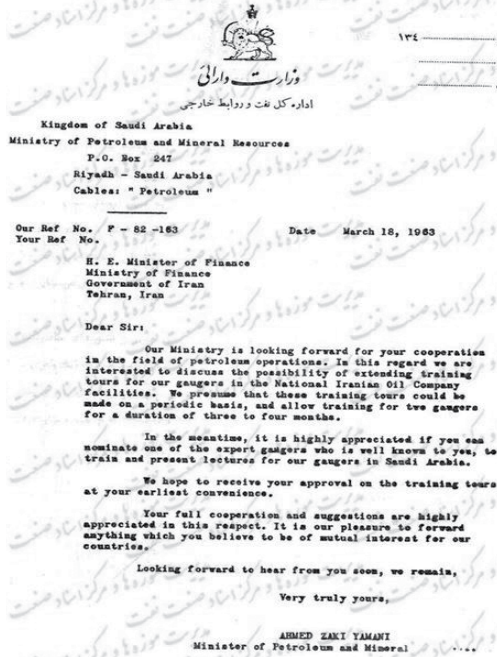 ۱۳٤
وزارت دارائی
اداره کل نفت و روابط خارجی
Kingdom of Saudi Arabia
Ministry of Petroleum and Mineral Resources
P.O. Box 247
Riyadh - Saudi Arabia
Cables: " Petroleum "
Our Ref No. F - 82 -163 Date March 18, 1963
Your Ref No.
H. E. Minister of Finance
Ministry of Finance
Government of Iran
Tehran, Iran
Dear Sir:
Our Ministry is looking forward for your cooperation
in the field of petroleum operations. In this regard we are
interested to discuss the possibility of extending training
tours for our gaugers in the National Iranian Oil Company
facilities. We presume that these training tours could be
made on a periodic basis, and allow training for two gaugers
for a duration of three to four months.
In the meantime, it is highly appreciated if you can
nominate one of the expert gaugers who is well known to you, to
train and present lectures for our gaugers in Saudi Arabia.
We hope to receive your approval on the training tours
at your earliest convenience.
Your full cooperation and suggestions are highly
appreciated in this respect. It is our pleasure to forward
anything which you believe to be of mutual interest for our
countries.
Looking forward to hear from you soon, we remain,
Very truly yours,
AHMED ZAKI YAMANI
Minister of Petroleum and Mineral ....